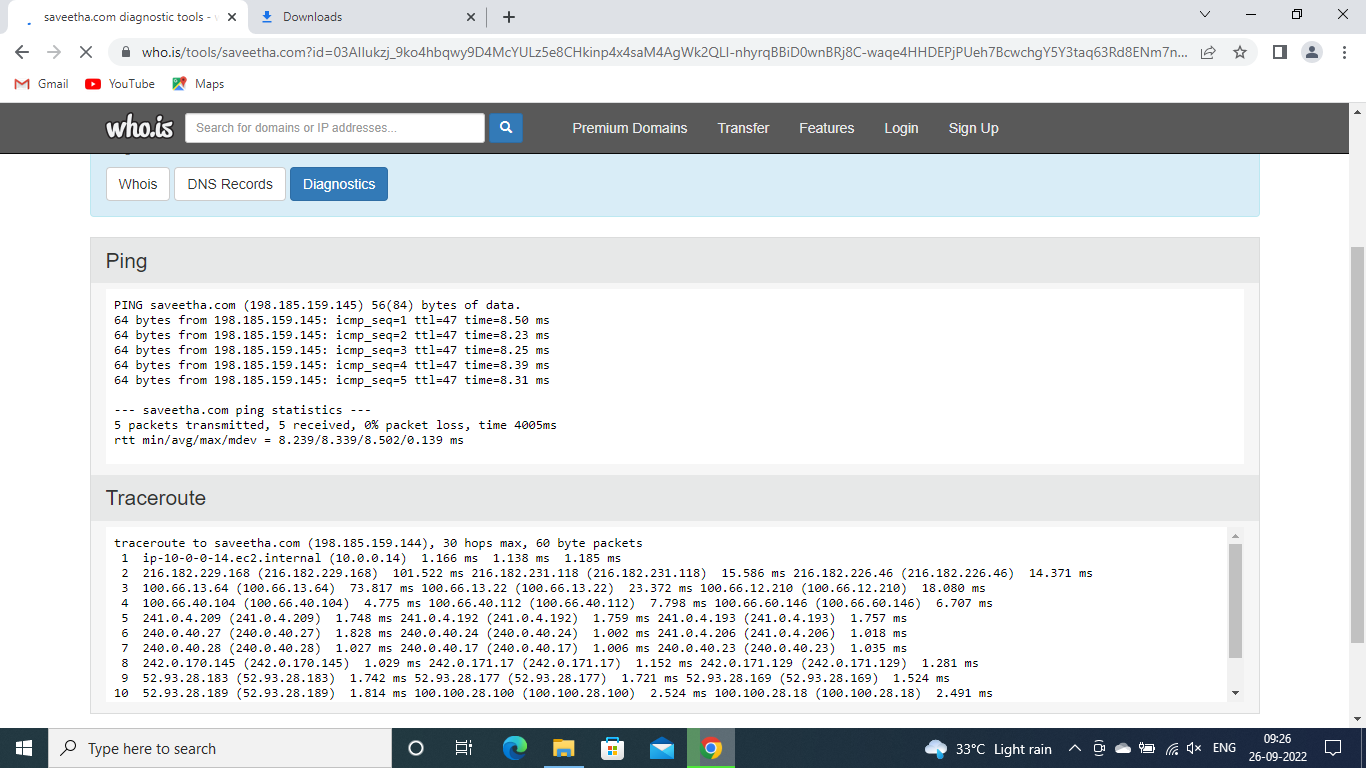 saveetha.com diagnostic tools -
Downloads
who.is/tools/saveetha.com?id=03AIIukzj_9ko4hbqwy9D4McYULz5e8CHkinp4x4saM4AgWk2QLI-nhyrqBBiD0wnBRj8C-waqe4HHDEPjPUeh7BcwchgY5Y3taq63Rd8ENm7n...
Gmail YouTube Maps
who.is Search for domains or IP addresses... Premium Domains Transfer Features Login Sign Up
Whois DNS Records Diagnostics
Ping
PING saveetha.com (198.185.159.145) 56(84) bytes of data.
64 bytes from 198.185.159.145: icmp_seq=1 ttl=47 time=8.50 ms
64 bytes from 198.185.159.145: icmp_seq=2 ttl=47 time=8.23 ms
64 bytes from 198.185.159.145: icmp_seq=3 ttl=47 time=8.25 ms
64 bytes from 198.185.159.145: icmp_seq=4 ttl=47 time=8.39 ms
64 bytes from 198.185.159.145: icmp_seq=5 ttl=47 time=8.31 ms
--- saveetha.com ping statistics ---
5 packets transmitted, 5 received, 0% packet loss, time 4005ms
rtt min/avg/max/mdev = 8.239/8.339/8.502/0.139 ms
Traceroute
traceroute to saveetha.com (198.185.159.144), 30 hops max, 60 byte packets
1 ip-10-0-0-14.ec2.internal (10.0.0.14) 1.166 ms 1.138 ms 1.185 ms
2 216.182.229.168 (216.182.229.168) 101.522 ms 216.182.231.118 (216.182.231.118) 15.586 ms 216.182.226.46 (216.182.226.46) 14.371 ms
3 100.66.13.64 (100.66.13.64) 73.817 ms 100.66.13.22 (100.66.13.22) 23.372 ms 100.66.12.210 (100.66.12.210) 18.080 ms
4 100.66.40.104 (100.66.40.104) 4.775 ms 100.66.40.112 (100.66.40.112) 7.798 ms 100.66.60.146 (100.66.60.146) 6.707 ms
5 241.0.4.209 (241.0.4.209) 1.748 ms 241.0.4.192 (241.0.4.192) 1.759 ms 241.0.4.193 (241.0.4.193) 1.757 ms
6 240.0.40.27 (240.0.40.27) 1.828 ms 240.0.40.24 (240.0.40.24) 1.002 ms 241.0.4.206 (241.0.4.206) 1.018 ms
7 240.0.40.28 (240.0.40.28) 1.027 ms 240.0.40.17 (240.0.40.17) 1.006 ms 240.0.40.23 (240.0.40.23) 1.035 ms
8 242.0.170.145 (242.0.170.145) 1.029 ms 242.0.171.17 (242.0.171.17) 1.152 ms 242.0.171.129 (242.0.171.129) 1.281 ms
9 52.93.28.183 (52.93.28.183) 1.742 ms 52.93.28.177 (52.93.28.177) 1.721 ms 52.93.28.169 (52.93.28.169) 1.524 ms
10 52.93.28.189 (52.93.28.189) 1.814 ms 100.100.28.100 (100.100.28.100) 2.524 ms 100.100.28.18 (100.100.28.18) 2.491 ms
Type here to search
33°C Light rain ENG
09:26
26-09-2022